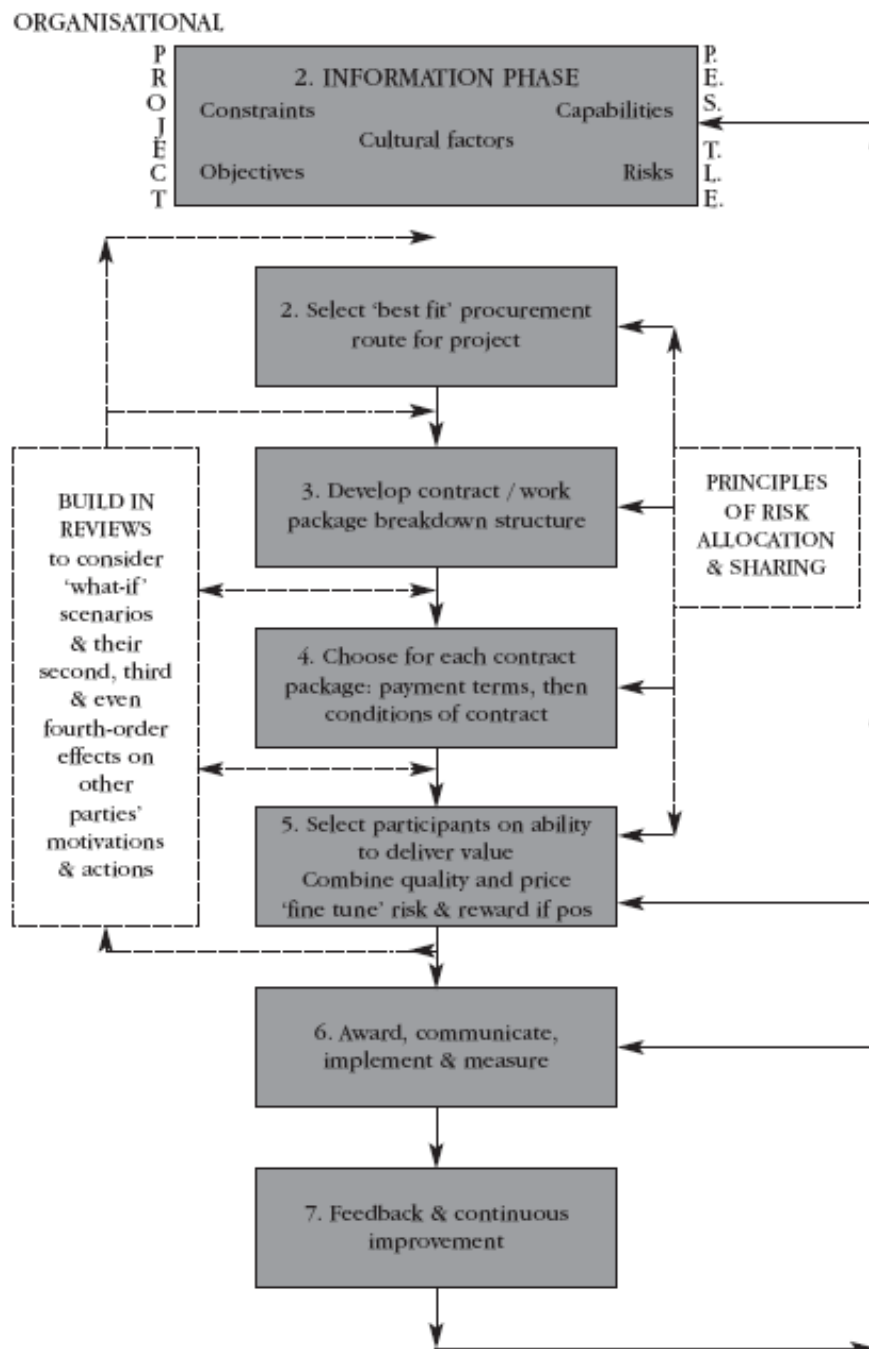 ORGANISATIONAL
PROJECT
2. INFORMATION PHASE
Constraints Capabilities
Cultural factors
Objectives Risks
P.E.S.T.L.E.
2. Select ‘best fit’ procurement
route for project
3. Develop contract / work
package breakdown structure
4. Choose for each contract
package: payment terms, then
conditions of contract
5. Select participants on ability
to deliver value
Combine quality and price
‘fine tune’ risk & reward if pos
6. Award, communicate,
implement & measure
7. Feedback & continuous
improvement
BUILD IN
REVIEWS
to consider
‘what-if’
scenarios
& their
second, third
& even
fourth-order
effects on
other
parties’
motivations
& actions
PRINCIPLES
OF RISK
ALLOCATION
& SHARING